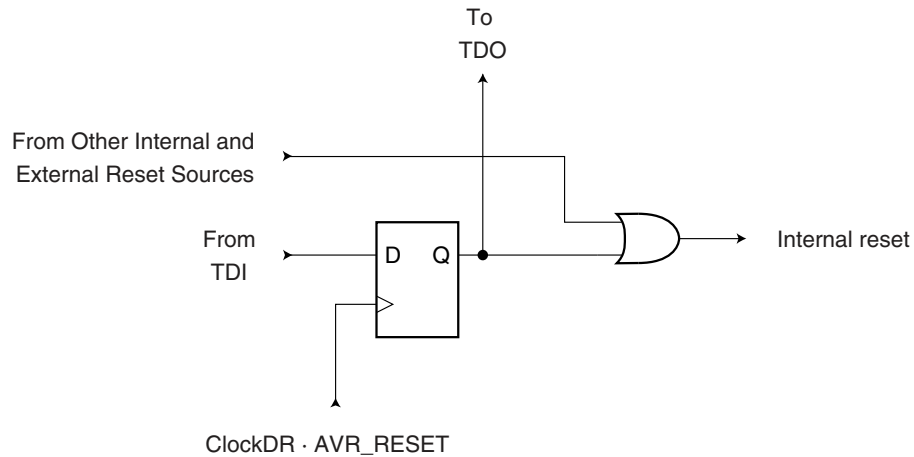 To
TDO
From Other Internal and
External Reset Sources
From
TDI
D Q
Internal reset
ClockDR · AVR_RESET